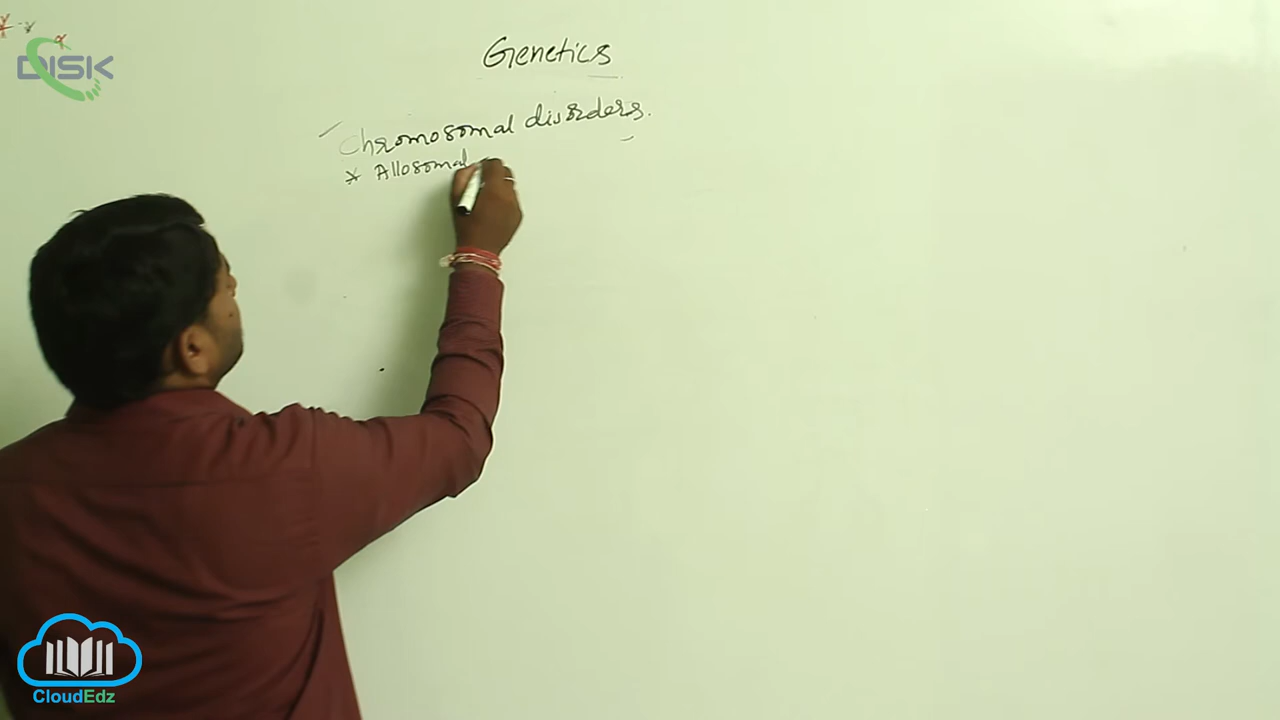 DISK
Genetics
Chromosomal disorders.
* Allosomal
CloudEdz